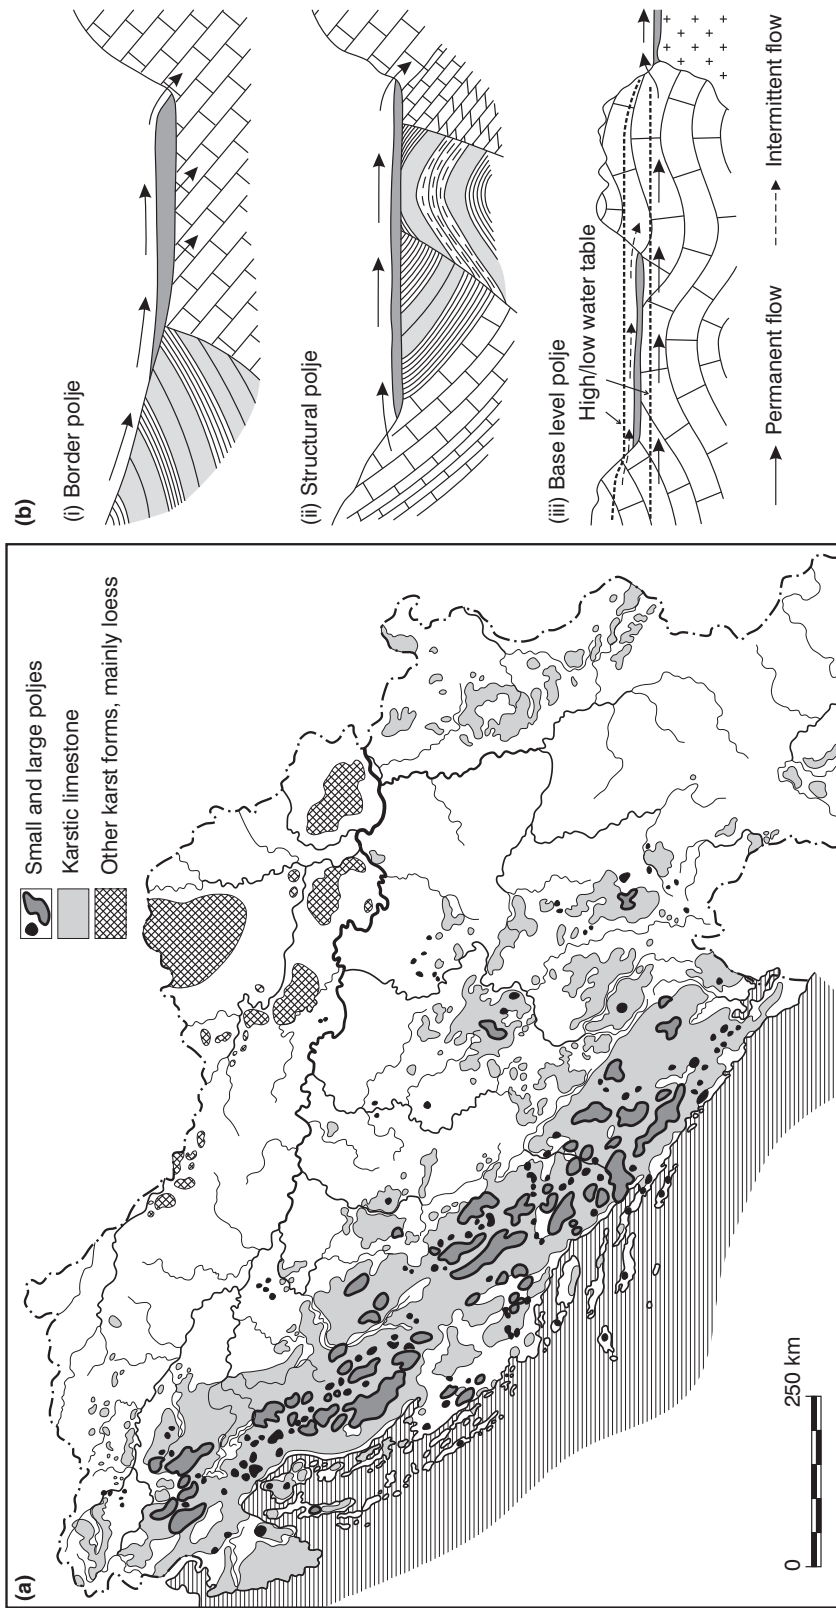 (a)
Small and large poljes
Karstic limestone
Other karst forms, mainly loess
0 250 km
(b)
(i) Border polje
(ii) Structural polje
(iii) Base level polje
High/low water table
Permanent flow
Intermittent flow